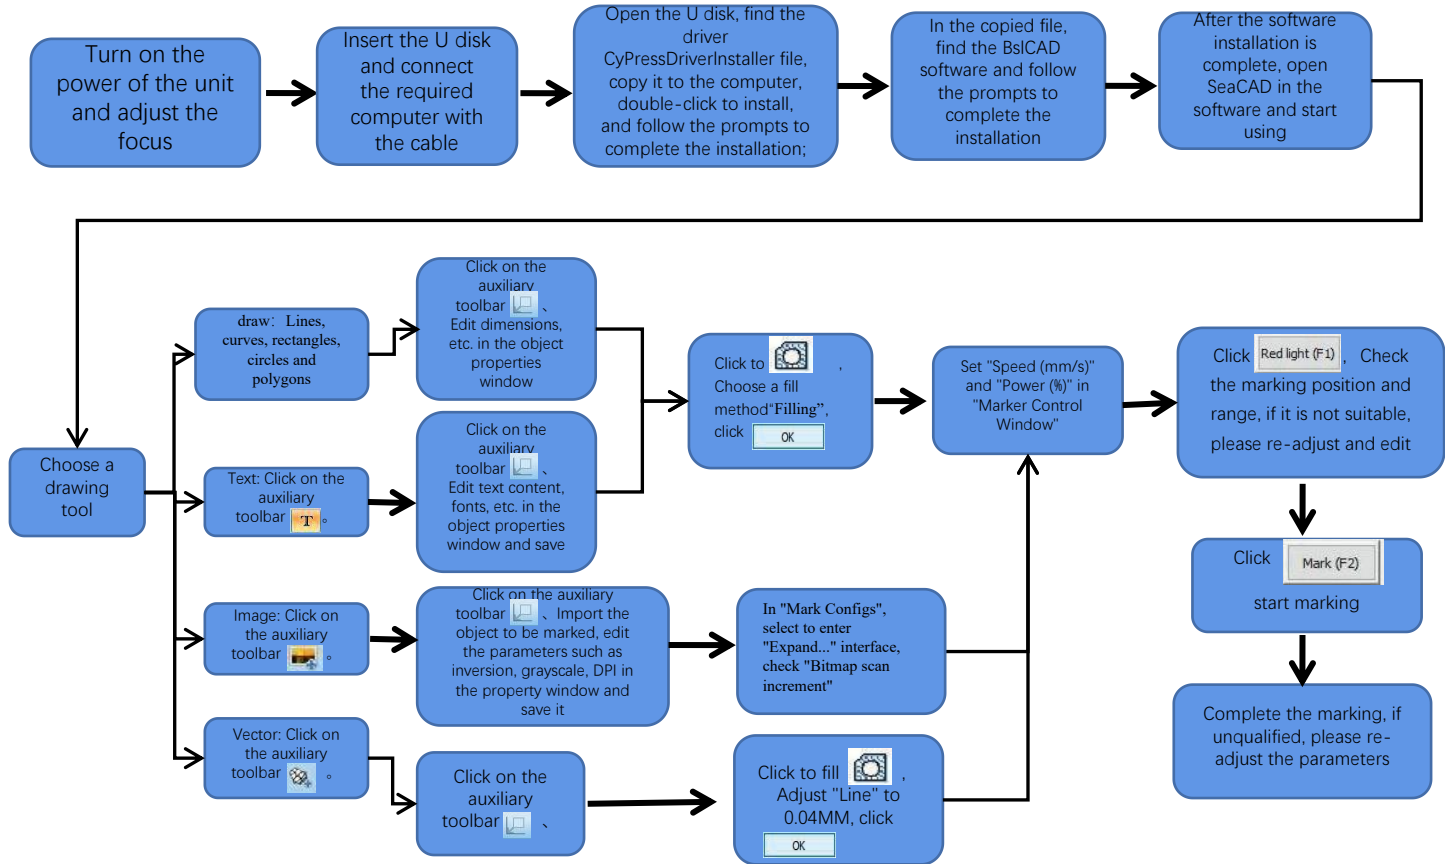 Turn on the
power of the unit
and adjust the
focus
Insert the U disk
and connect
the required
computer with
the cable
Open the U disk, find the
driver
CyPressDriverInstaller file,
copy it to the computer,
double-click to install,
and follow the prompts to
complete the installation;
In the copied file,
find the BslCAD
software and follow
the prompts to
complete the
installation
After the software
installation is
complete, open
SeaCAD in the
software and start
using
Choose a
drawing
tool
draw: Lines,
curves, rectangles,
circles and
polygons
Click on the
auxiliary
toolbar 、
Edit dimensions,
etc. in the object
properties
window
Text: Click on the
auxiliary
toolbar T 。
Click on the
auxiliary
toolbar 、
Edit text content,
fonts, etc. in the
object properties
window and save
Click to ,
Choose a fill
method“Filling”,
click OK
Image: Click on
the auxiliary
toolbar 。
Click on the auxiliary
toolbar 、Import the
object to be marked, edit
the parameters such as
inversion, grayscale, DPI in
the property window and
save it
In "Mark Configs",
select to enter
"Expand..." interface,
check "Bitmap scan
increment"
Vector: Click on
the auxiliary
toolbar 。
Click on the
auxiliary
toolbar 、
Click to fill ,
Adjust "Line" to
0.04MM, click
OK
Set "Speed (mm/s)"
and "Power (%)" in
"Marker Control
Window"
Click Red light (F1), Check
the marking position and
range, if it is not suitable,
please re-adjust and edit
Click Mark (F2)
start marking
Complete the marking, if
unqualified, please re-
adjust the parameters